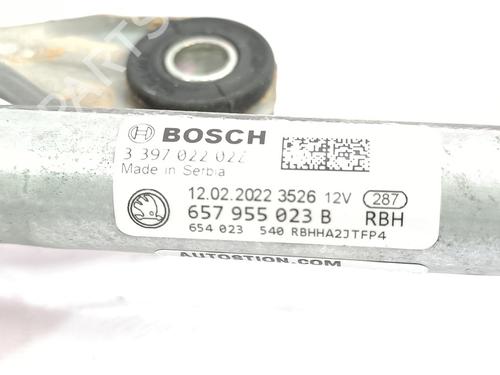 BOSCH
3 397 022 022
Made in Serbia
12.02.2022 3526 12V 287
657 955 023 B RBH
654 023 540 RBHHA2JTFP4
AUTOSTION.COM